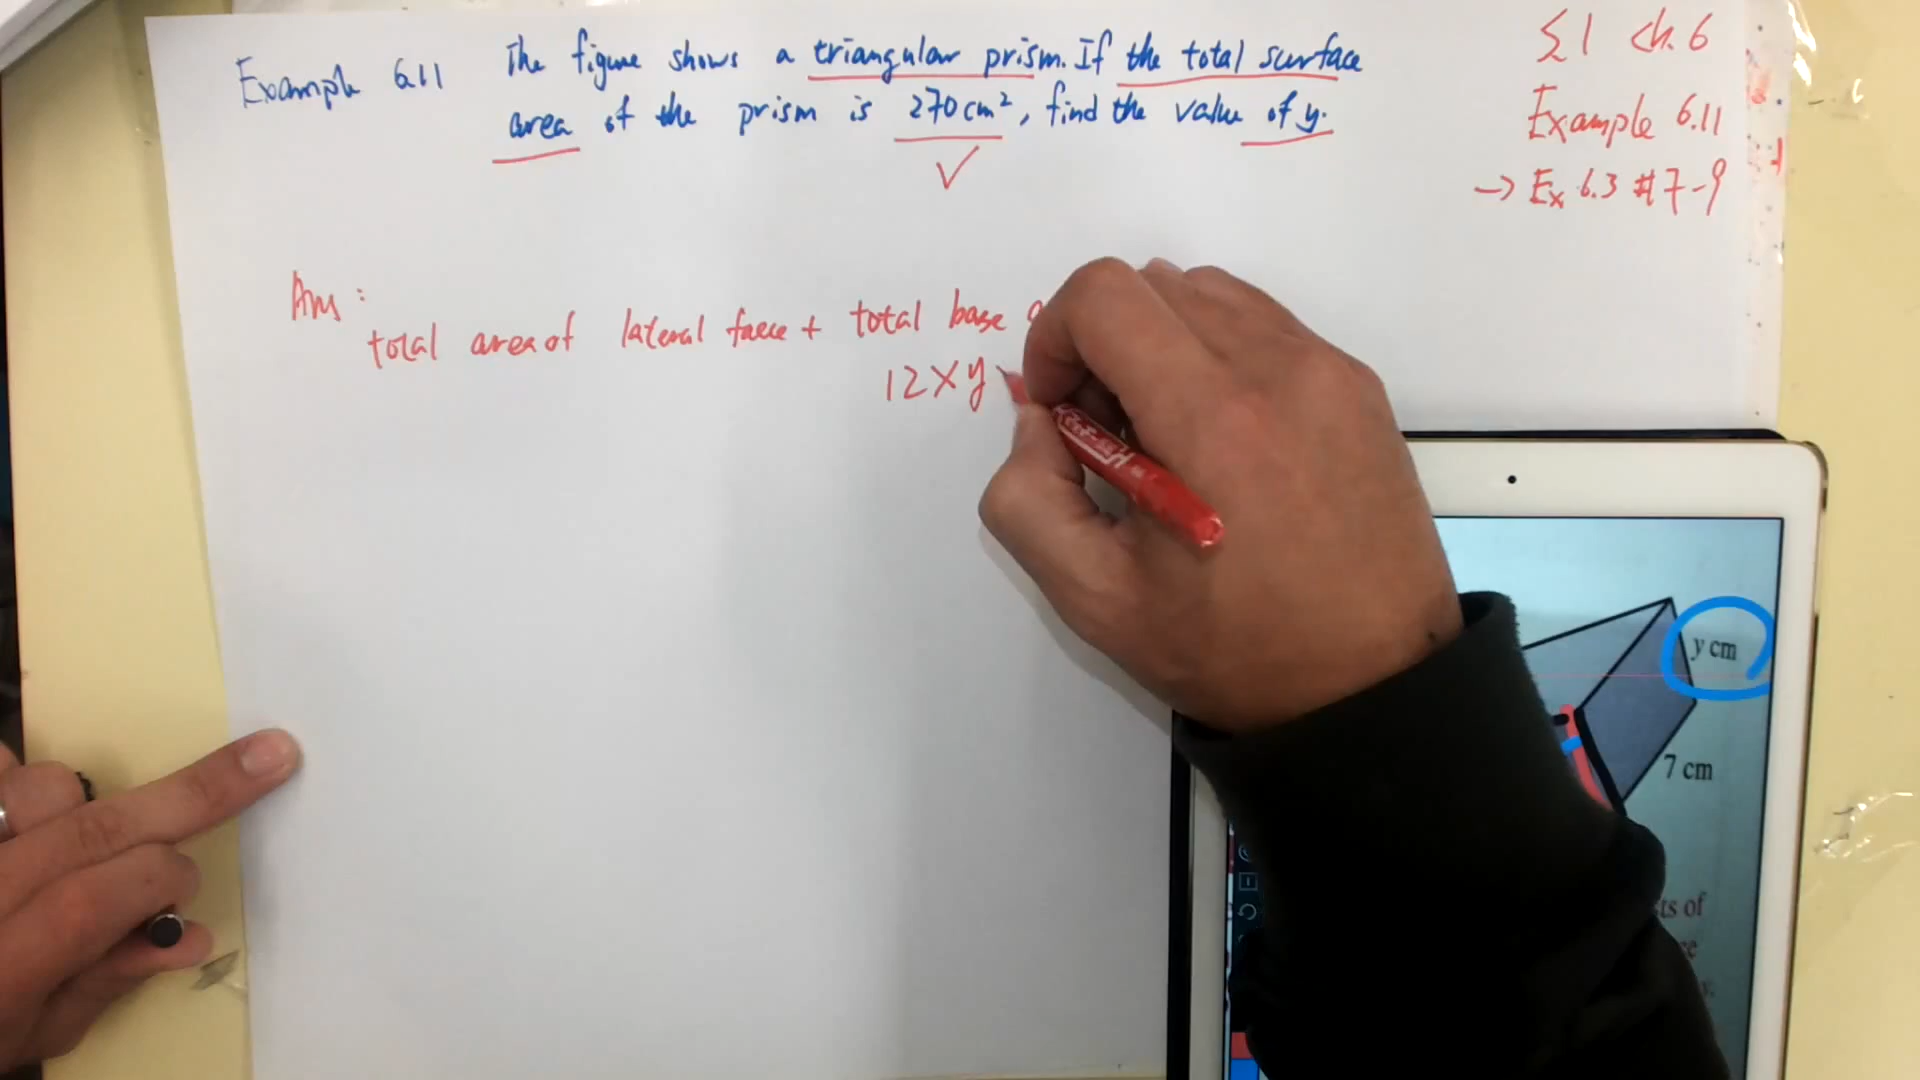 Example 6.11 The figure shows a triangular prism. If the total surface
area of the prism is 270 cm², find the value of y.
S1 ch.6
Example 6.11
→ Ex 6.3 #7-9
Ans:
total area of lateral face + total base
12 × y
y cm
7 cm
ts of